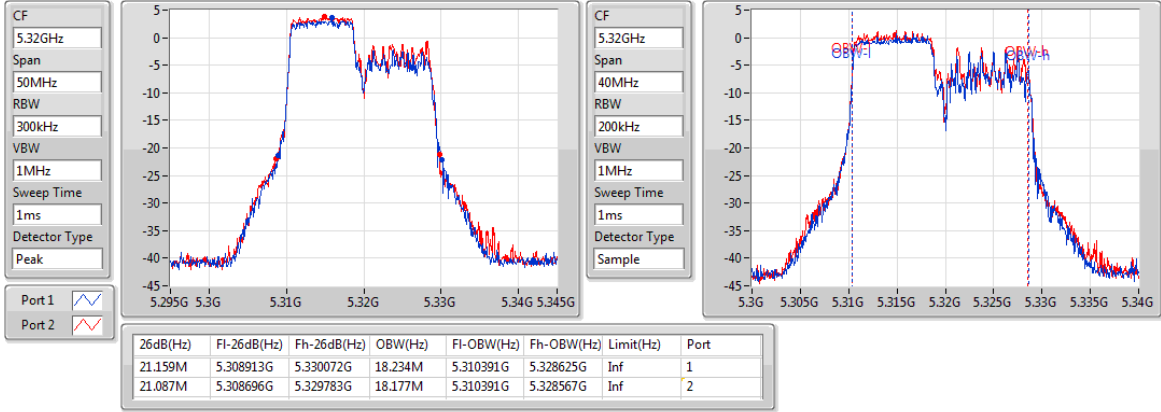 CF
5.32GHz
Span
50MHz
RBW
300kHz
VBW
1MHz
Sweep Time
1ms
Detector Type
Peak
5
0
-5
-10
-15
-20
-25
-30
-35
-40
-45
5.295G 5.3G 5.31G 5.32G 5.33G 5.34G 5.345G
Port 1
Port 2
CF
5.32GHz
Span
40MHz
RBW
200kHz
VBW
1MHz
Sweep Time
1ms
Detector Type
Sample
5
0
-5
-10
-15
-20
-25
-30
-35
-40
-45
OBW-l OBW-h
OBW-l OBW-h
5.3G 5.305G 5.31G 5.315G 5.32G 5.325G 5.33G 5.335G 5.34G
26dB(Hz) Fl-26dB(Hz) Fh-26dB(Hz) OBW(Hz) Fl-OBW(Hz) Fh-OBW(Hz) Limit(Hz) Port
21.159M 5.308913G 5.330072G 18.234M 5.310391G 5.328625G Inf 1
21.087M 5.308696G 5.329783G 18.177M 5.310391G 5.328567G Inf 2